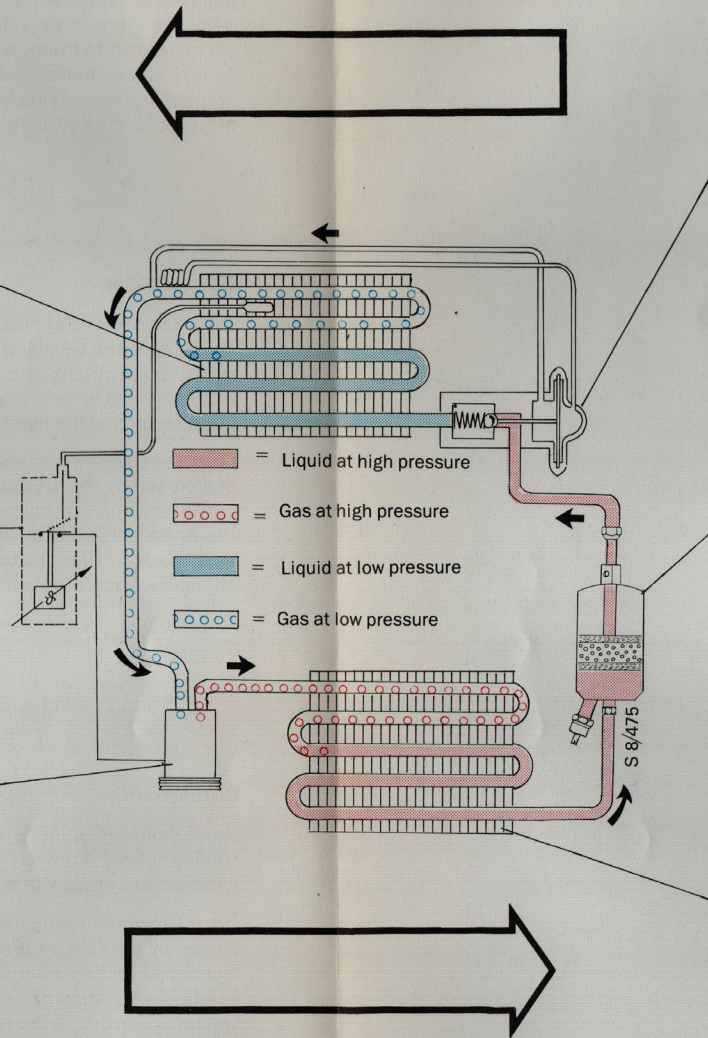 = Liquid at high pressure
= Gas at high pressure
= Liquid at low pressure
= Gas at low pressure
ϑ
S 8/475